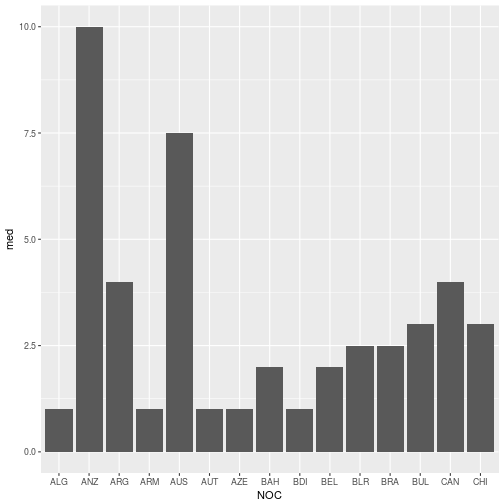 med
10.0
7.5
5.0
2.5
0.0
ALG ANZ ARG ARM AUS AUT AZE BAH BDI BEL BLR BRA BUL CAN CHI
NOC